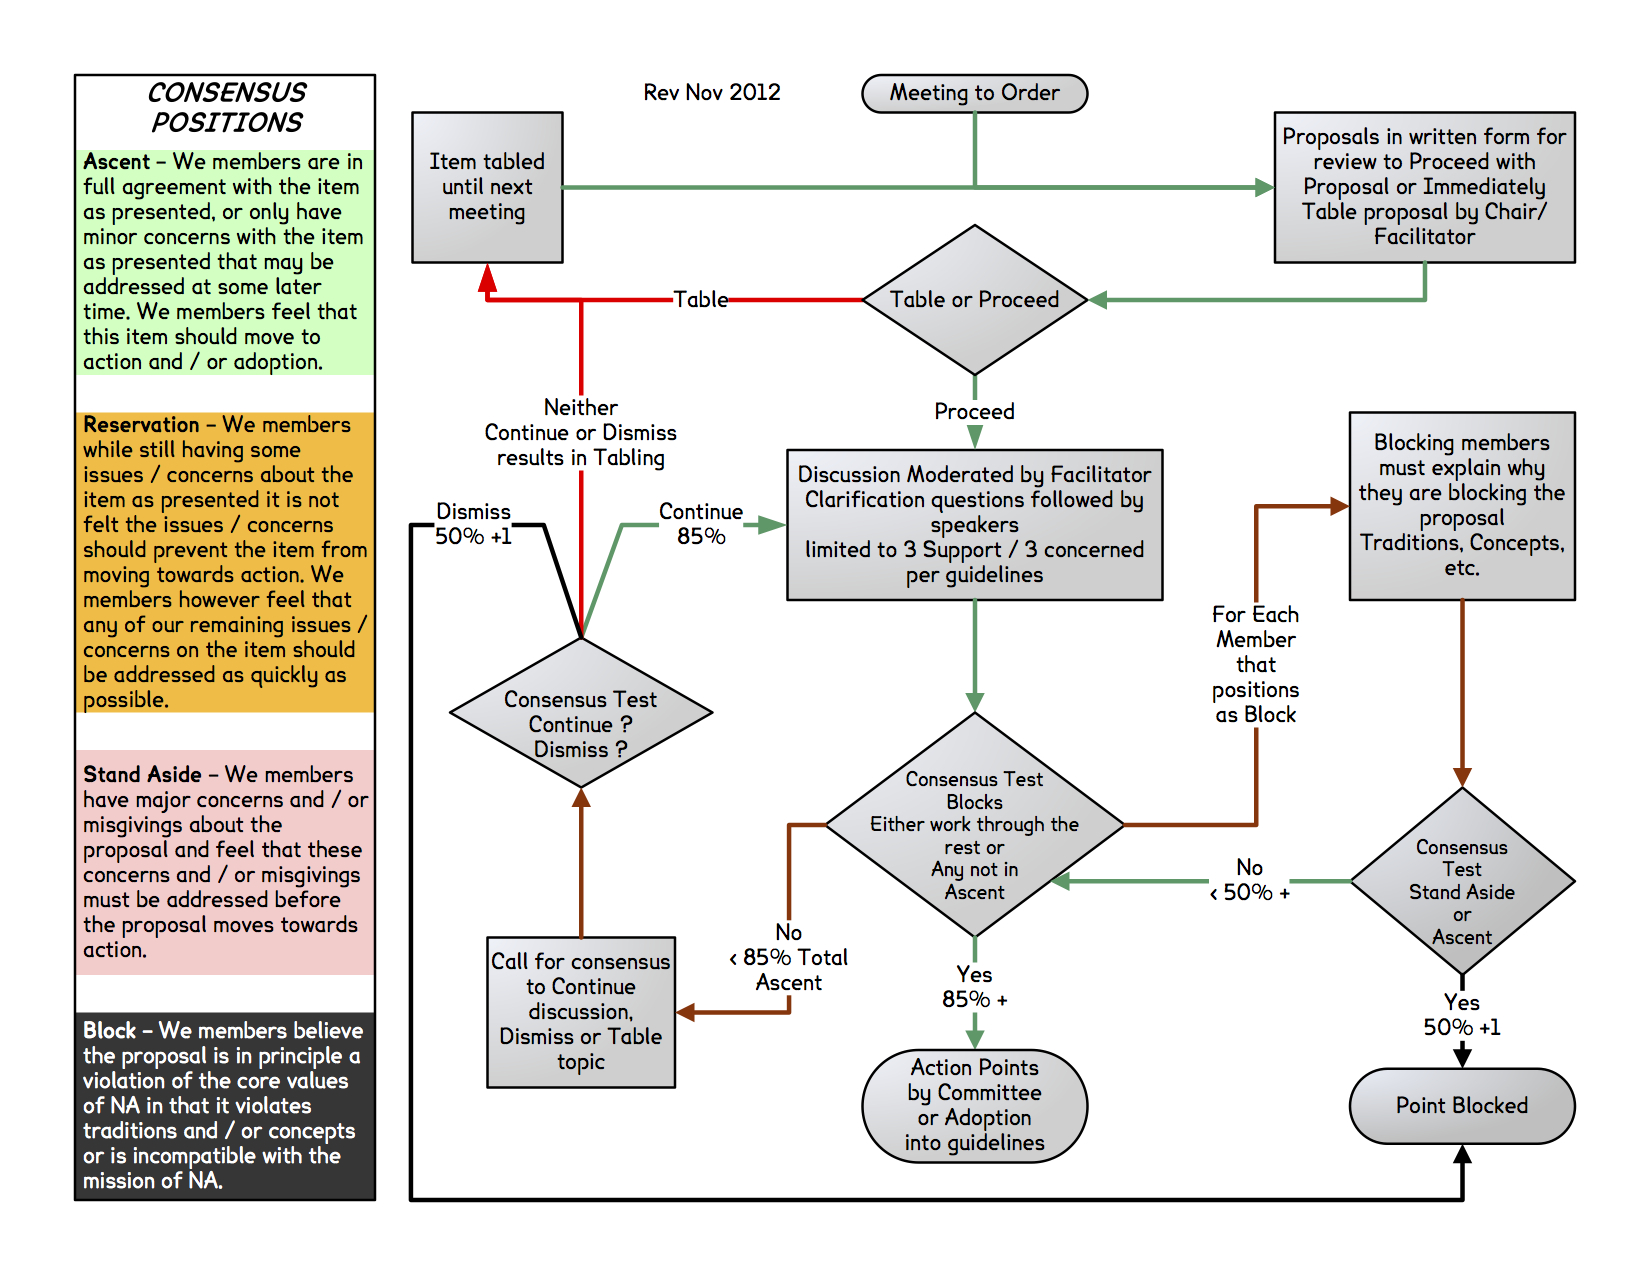 CONSENSUS
POSITIONS
Ascent – We members are in
full agreement with the item
as presented, or only have
minor concerns with the item
as presented that may be
addressed at some later
time. We members feel that
this item should move to
action and / or adoption.
Reservation – We members
while still having some
issues / concerns about the
item as presented it is not
felt the issues / concerns
should prevent the item from
moving towards action. We
members however feel that
any of our remaining issues /
concerns on the item should
be addressed as quickly as
possible.
Stand Aside – We members
have major concerns and / or
misgivings about the
proposal and feel that these
concerns and / or misgivings
must be addressed before
the proposal moves towards
action.
Block – We members believe
the proposal is in principle a
violation of the core values
of NA in that it violates
traditions and / or concepts
or is incompatible with the
mission of NA.
Rev Nov 2012
Meeting to Order
Item tabled
until next
meeting
Proposals in written form for
review to Proceed with
Proposal or Immediately
Table proposal by Chair/
Facilitator
Table
Table or Proceed
Proceed
Neither
Continue or Dismiss
results in Tabling
Dismiss
50% +1
Continue
85%
Discussion Moderated by Facilitator
Clarification questions followed by
speakers
limited to 3 Support / 3 concerned
per guidelines
Blocking members
must explain why
they are blocking the
proposal
Traditions, Concepts,
etc.
For Each
Member
that
positions
as Block
Consensus Test
Continue ?
Dismiss ?
Consensus Test
Blocks
Either work through the
rest or
Any not in
Ascent
Consensus
Test
Stand Aside
or
Ascent
No
< 50% +
No
< 85% Total
Ascent
Yes
85% +
Yes
50% +1
Call for consensus
to Continue
discussion,
Dismiss or Table
topic
Action Points
by Committee
or Adoption
into guidelines
Point Blocked